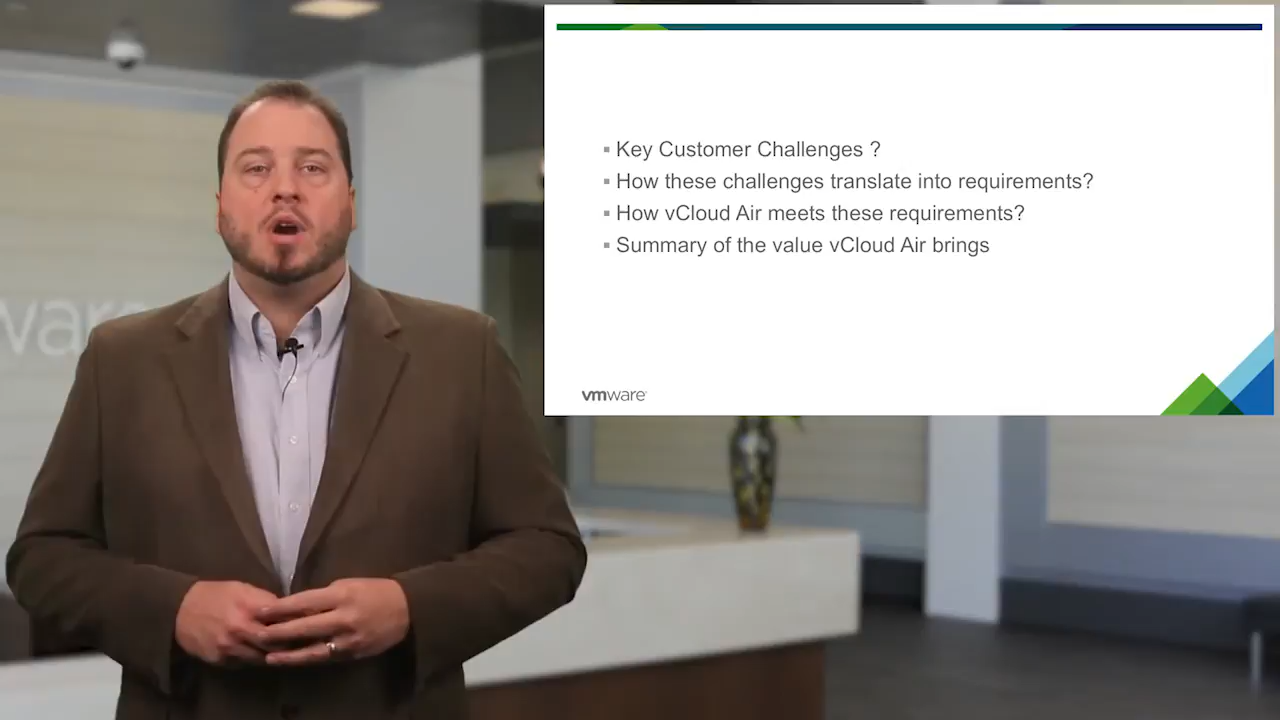 Key Customer Challenges ?
How these challenges translate into requirements?
How vCloud Air meets these requirements?
Summary of the value vCloud Air brings
vmware